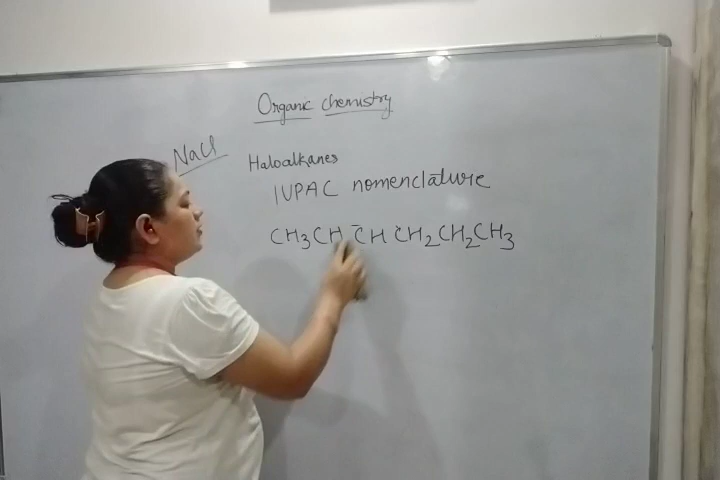 Organic chemistry
NaCl
Haloalkanes
IUPAC nomenclature
CH₃CH CH CH₂CH₂CH₃